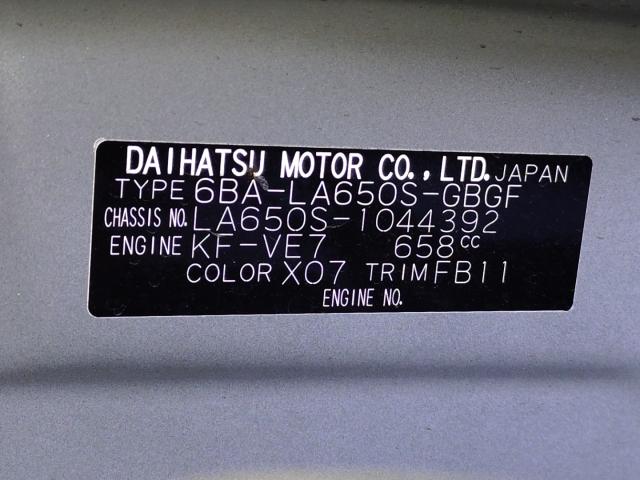 DAIHATSU MOTOR CO., LTD. JAPAN
TYPE 6BA-LA650S-GBGF
CHASSIS NO. LA650S-1044392
ENGINE KF-VE7 658cc
COLOR X07 TRIM FB11
ENGINE NO.